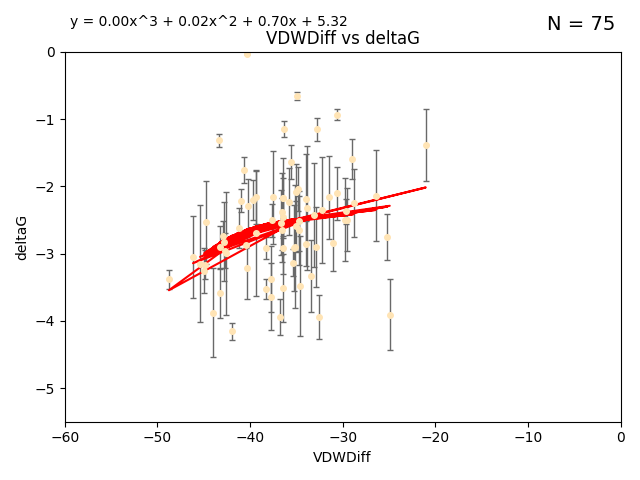 y = 0.00x^3 + 0.02x^2 + 0.70x + 5.32
N = 75
VDWDiff vs deltaG
0
−1
−2
−3
−4
−5
deltaG
−60
−50
−40
−30
−20
−10
0
VDWDiff